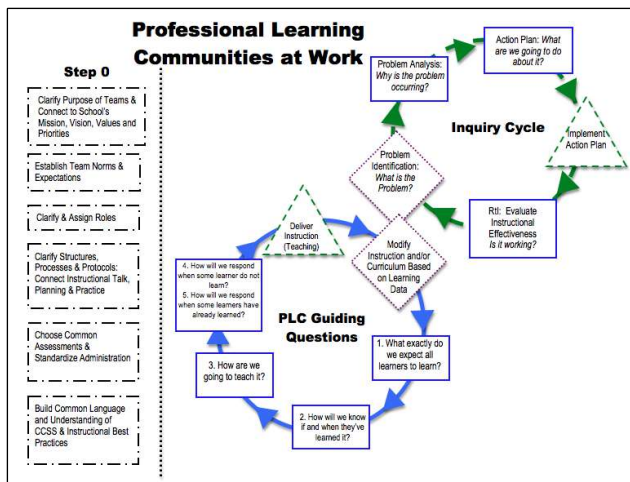 Professional Learning
Communities at Work
Step 0
Clarify Purpose of Teams &
Connect to School's
Mission, Vision, Values and
Priorities
Establish Team Norms &
Expectations
Clarify & Assign Roles
Clarify Structures,
Processes & Protocols:
Connect Instructional Talk,
Planning & Practice
Choose Common
Assessments &
Standardize Administration
Build Common Language
and Understanding of
CCSS & Instructional Best
Practices
Problem Analysis:
Why is the problem
occurring?
Action Plan: What
are we going to do
about it?
Inquiry Cycle
Implement
Action Plan
RtI: Evaluate
Instructional
Effectiveness
Is it working?
Problem
Identification:
What is the
Problem?
Deliver
Instruction
(Teaching)
Modify
Instruction and/or
Curriculum Based
on Learning
Data
PLC Guiding
Questions
1. What exactly do
we expect all
learners to learn?
2. How will we know
if and when they've
learned it?
3. How are we
going to teach it?
4. How will we respond
when some learner do not
learn?
5. How will we respond
when some learners have
already learned?